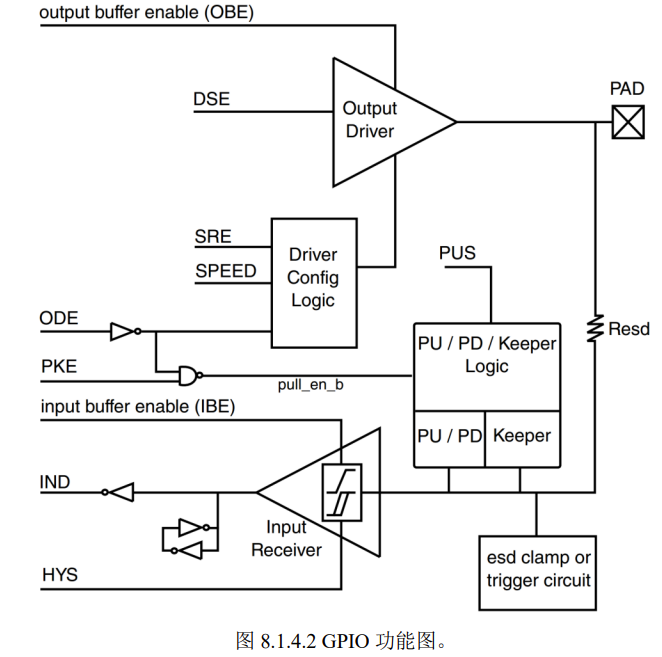 output buffer enable (OBE)
PAD
DSE
Output
Driver
SRE
SPEED
Driver
Config
Logic
PUS
ODE
Resd
PU / PD / Keeper
Logic
PKE
pull_en_b
input buffer enable (IBE)
PU / PD
Keeper
IND
Input
Receiver
esd clamp or
trigger circuit
HYS
图 8.1.4.2 GPIO 功能图。